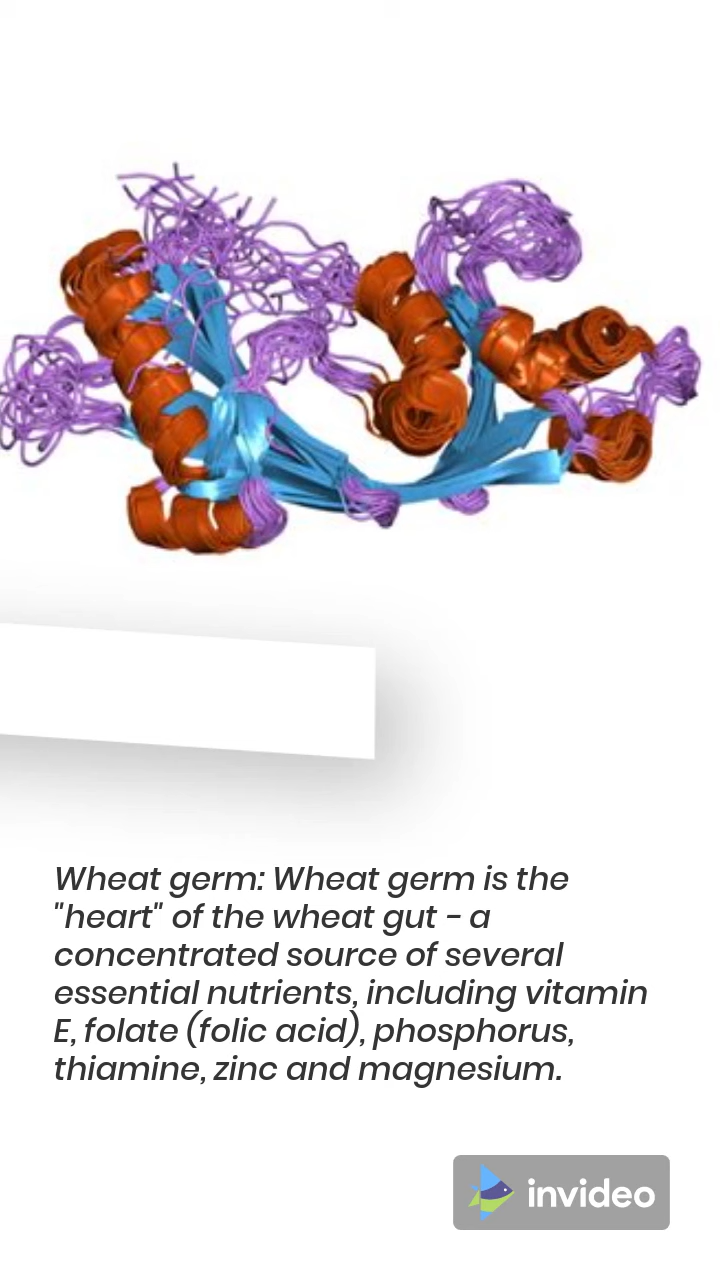 Wheat germ: Wheat germ is the
"heart" of the wheat gut - a
concentrated source of several
essential nutrients, including vitamin
E, folate (folic acid), phosphorus,
thiamine, zinc and magnesium.
invideo